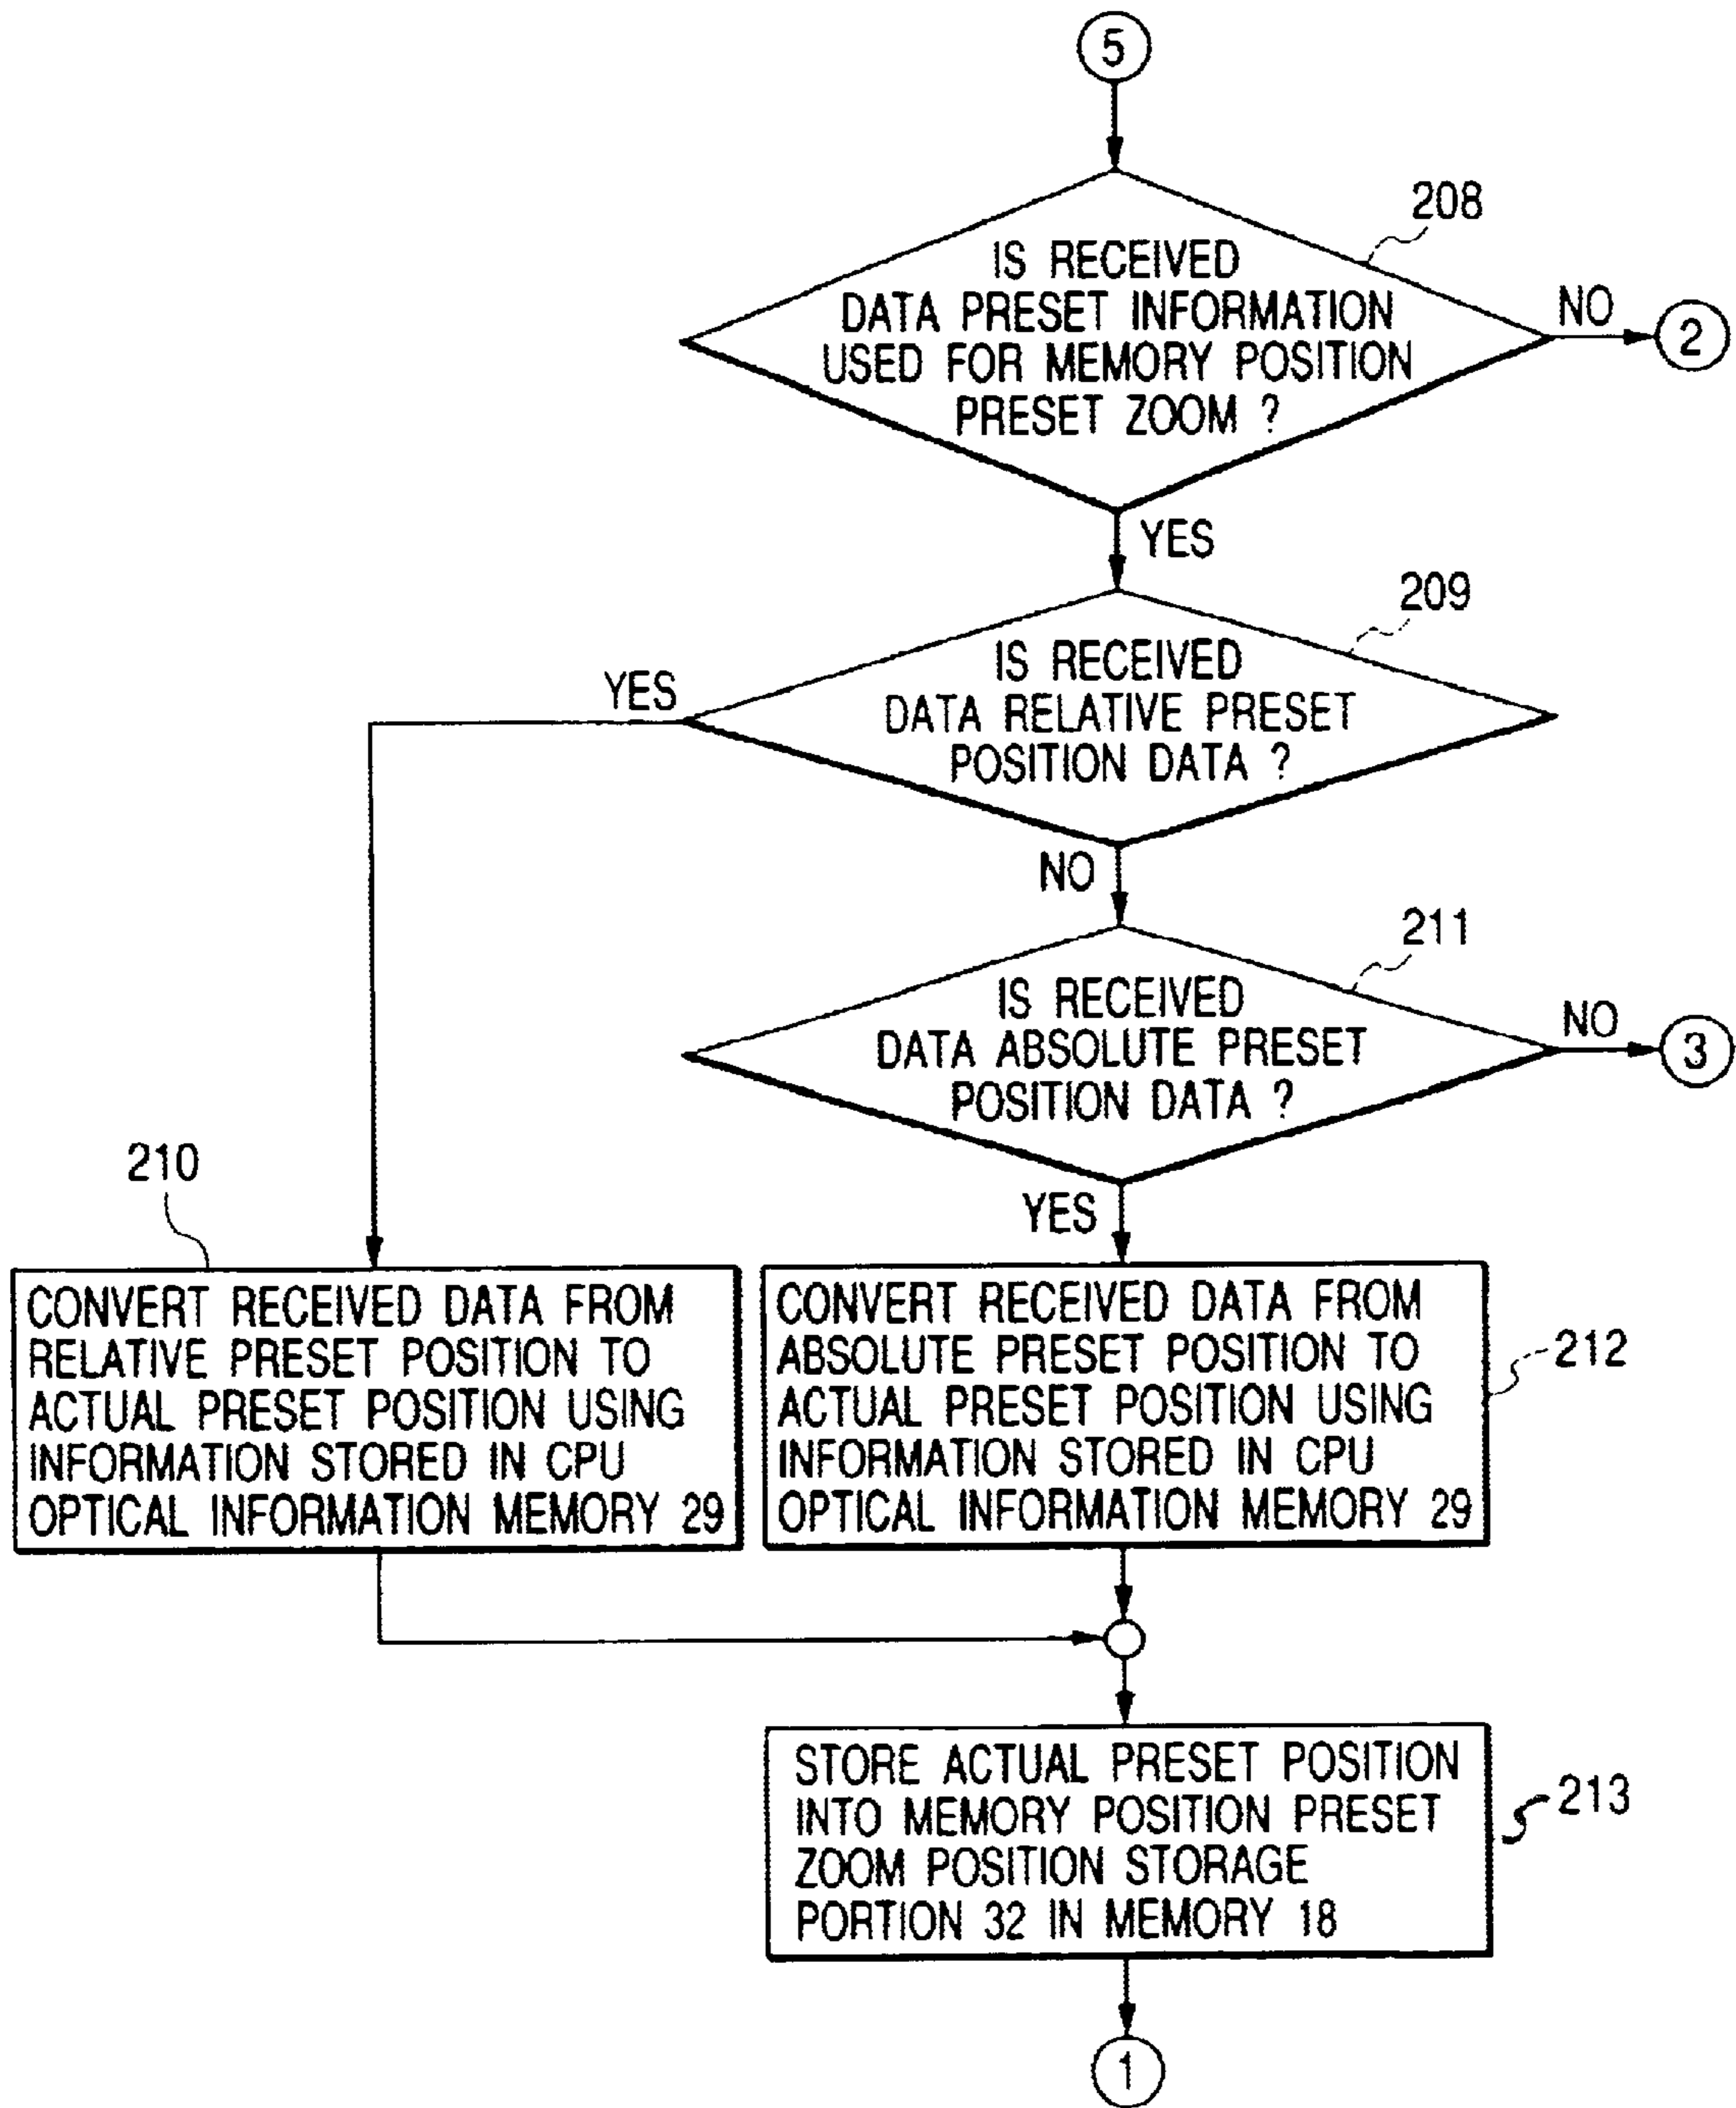 5
208
IS RECEIVED
DATA PRESET INFORMATION
USED FOR MEMORY POSITION
PRESET ZOOM ?
NO
2
YES
209
IS RECEIVED
DATA RELATIVE PRESET
POSITION DATA ?
YES
NO
211
IS RECEIVED
DATA ABSOLUTE PRESET
POSITION DATA ?
NO
3
YES
210
CONVERT RECEIVED DATA FROM
RELATIVE PRESET POSITION TO
ACTUAL PRESET POSITION USING
INFORMATION STORED IN CPU
OPTICAL INFORMATION MEMORY 29
CONVERT RECEIVED DATA FROM
ABSOLUTE PRESET POSITION TO
ACTUAL PRESET POSITION USING
INFORMATION STORED IN CPU
OPTICAL INFORMATION MEMORY 29
212
STORE ACTUAL PRESET POSITION
INTO MEMORY POSITION PRESET
ZOOM POSITION STORAGE
PORTION 32 IN MEMORY 18
213
1